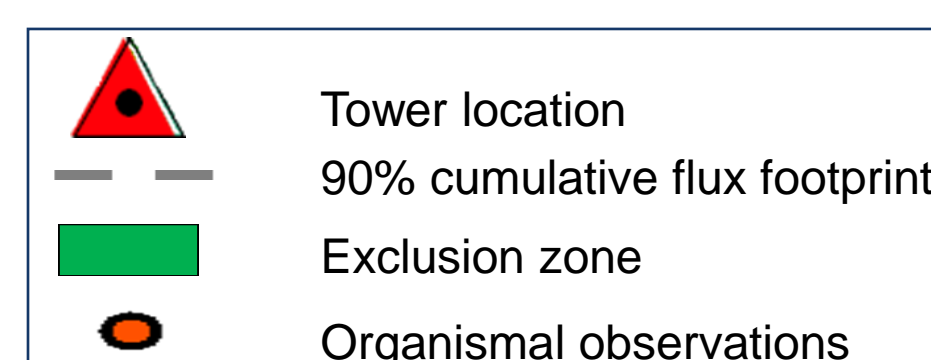 Tower location
90% cumulative flux footprint
Exclusion zone
Organismal observations